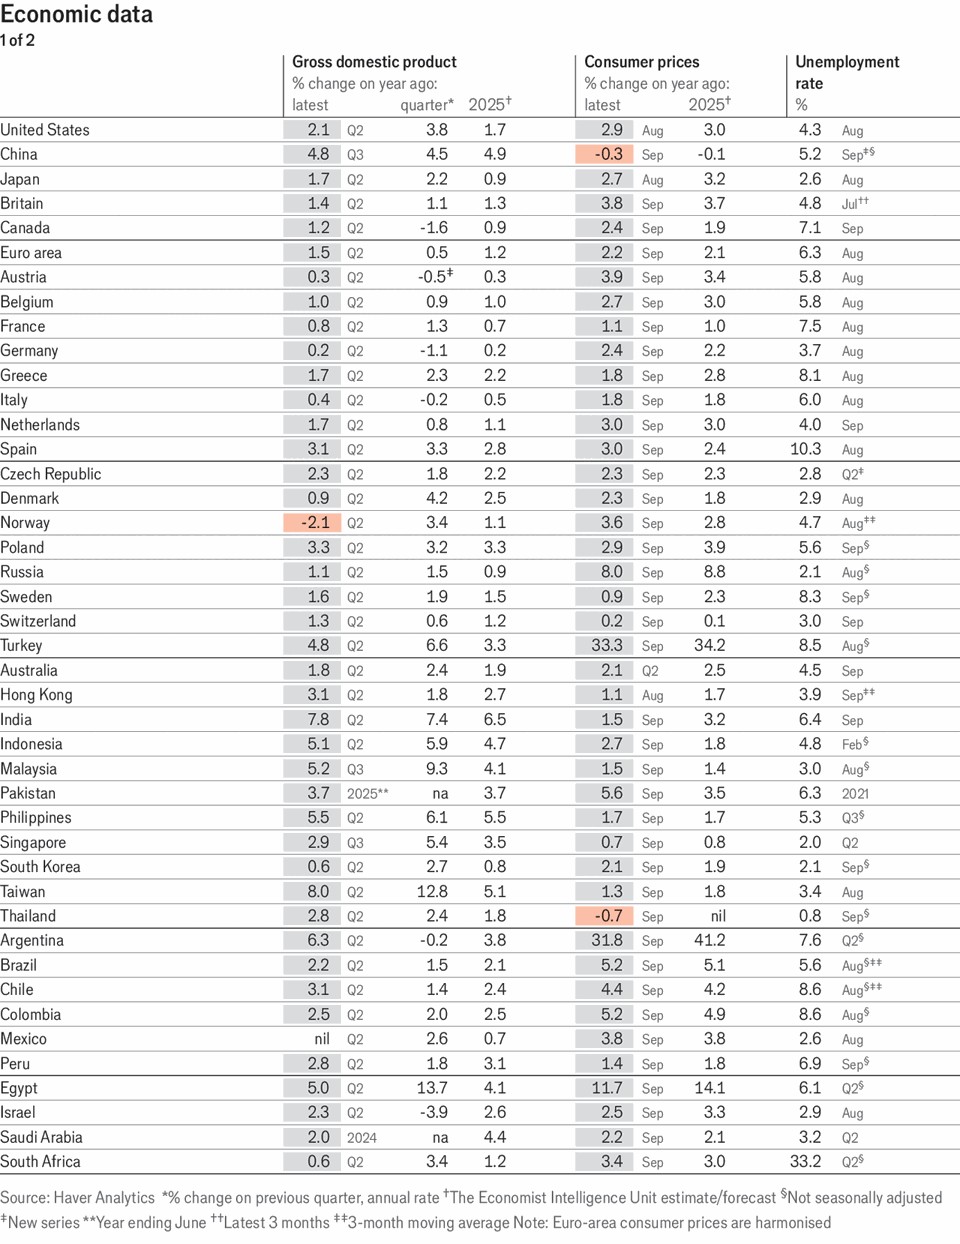 Economic data
1 of 2
Gross domestic product Consumer prices Unemployment
% change on year ago: % change on year ago: rate
latest quarter* 2025† latest 2025† %
United States 2.1 Q2 3.8 1.7 2.9 Aug 3.0 4.3 Aug
China 4.8 Q3 4.5 4.9 -0.3 Sep -0.1 5.2 Sep‡§
Japan 1.7 Q2 2.2 0.9 2.7 Aug 3.2 2.6 Aug
Britain 1.4 Q2 1.1 1.3 3.8 Sep 3.7 4.8 Jul††
Canada 1.2 Q2 -1.6 0.9 2.4 Sep 1.9 7.1 Sep
Euro area 1.5 Q2 0.5 1.2 2.2 Sep 2.1 6.3 Aug
Austria 0.3 Q2 -0.5‡ 0.3 3.9 Sep 3.4 5.8 Aug
Belgium 1.0 Q2 0.9 1.0 2.7 Sep 3.0 5.8 Aug
France 0.8 Q2 1.3 0.7 1.1 Sep 1.0 7.5 Aug
Germany 0.2 Q2 -1.1 0.2 2.4 Sep 2.2 3.7 Aug
Greece 1.7 Q2 2.3 2.2 1.8 Sep 2.8 8.1 Aug
Italy 0.4 Q2 -0.2 0.5 1.8 Sep 1.8 6.0 Aug
Netherlands 1.7 Q2 0.8 1.1 3.0 Sep 3.0 4.0 Sep
Spain 3.1 Q2 3.3 2.8 3.0 Sep 2.4 10.3 Aug
Czech Republic 2.3 Q2 1.8 2.2 2.3 Sep 2.3 2.8 Q2‡
Denmark 0.9 Q2 4.2 2.5 2.3 Sep 1.8 2.9 Aug
Norway -2.1 Q2 3.4 1.1 3.6 Sep 2.8 4.7 Aug‡‡
Poland 3.3 Q2 3.2 3.3 2.9 Sep 3.9 5.6 Sep§
Russia 1.1 Q2 1.5 0.9 8.0 Sep 8.8 2.1 Aug§
Sweden 1.6 Q2 1.9 1.5 0.9 Sep 2.3 8.3 Sep§
Switzerland 1.3 Q2 0.6 1.2 0.2 Sep 0.1 3.0 Sep
Turkey 4.8 Q2 6.6 3.3 33.3 Sep 34.2 8.5 Aug§
Australia 1.8 Q2 2.4 1.9 2.1 Q2 2.5 4.5 Sep
Hong Kong 3.1 Q2 1.8 2.7 1.1 Aug 1.7 3.9 Sep‡‡
India 7.8 Q2 7.4 6.5 1.5 Sep 3.2 6.4 Sep
Indonesia 5.1 Q2 5.9 4.7 2.7 Sep 1.8 4.8 Feb§
Malaysia 5.2 Q3 9.3 4.1 1.5 Sep 1.4 3.0 Aug§
Pakistan 3.7 2025** na 3.7 5.6 Sep 3.5 6.3 2021
Philippines 5.5 Q2 6.1 5.5 1.7 Sep 1.7 5.3 Q3§
Singapore 2.9 Q3 5.4 3.5 0.7 Sep 0.8 2.0 Q2
South Korea 0.6 Q2 2.7 0.8 2.1 Sep 1.9 2.1 Sep§
Taiwan 8.0 Q2 12.8 5.1 1.3 Sep 1.8 3.4 Aug
Thailand 2.8 Q2 2.4 1.8 -0.7 Sep nil 0.8 Sep§
Argentina 6.3 Q2 -0.2 3.8 31.8 Sep 41.2 7.6 Q2§
Brazil 2.2 Q2 1.5 2.1 5.2 Sep 5.1 5.6 Aug§‡‡
Chile 3.1 Q2 1.4 2.4 4.4 Sep 4.2 8.6 Aug§‡‡
Colombia 2.5 Q2 2.0 2.5 5.2 Sep 4.9 8.6 Aug§
Mexico nil Q2 2.6 0.7 3.8 Sep 3.8 2.6 Aug
Peru 2.8 Q2 1.8 3.1 1.4 Sep 1.8 6.9 Sep§
Egypt 5.0 Q2 13.7 4.1 11.7 Sep 14.1 6.1 Q2§
Israel 2.3 Q2 -3.9 2.6 2.5 Sep 3.3 2.9 Aug
Saudi Arabia 2.0 2024 na 4.4 2.2 Sep 2.1 3.2 Q2
South Africa 0.6 Q2 3.4 1.2 3.4 Sep 3.0 33.2 Q2§
Source: Haver Analytics *% change on previous quarter, annual rate †The Economist Intelligence Unit estimate/forecast §Not seasonally adjusted
‡New series **Year ending June ††Latest 3 months ‡‡3-month moving average Note: Euro-area consumer prices are harmonised